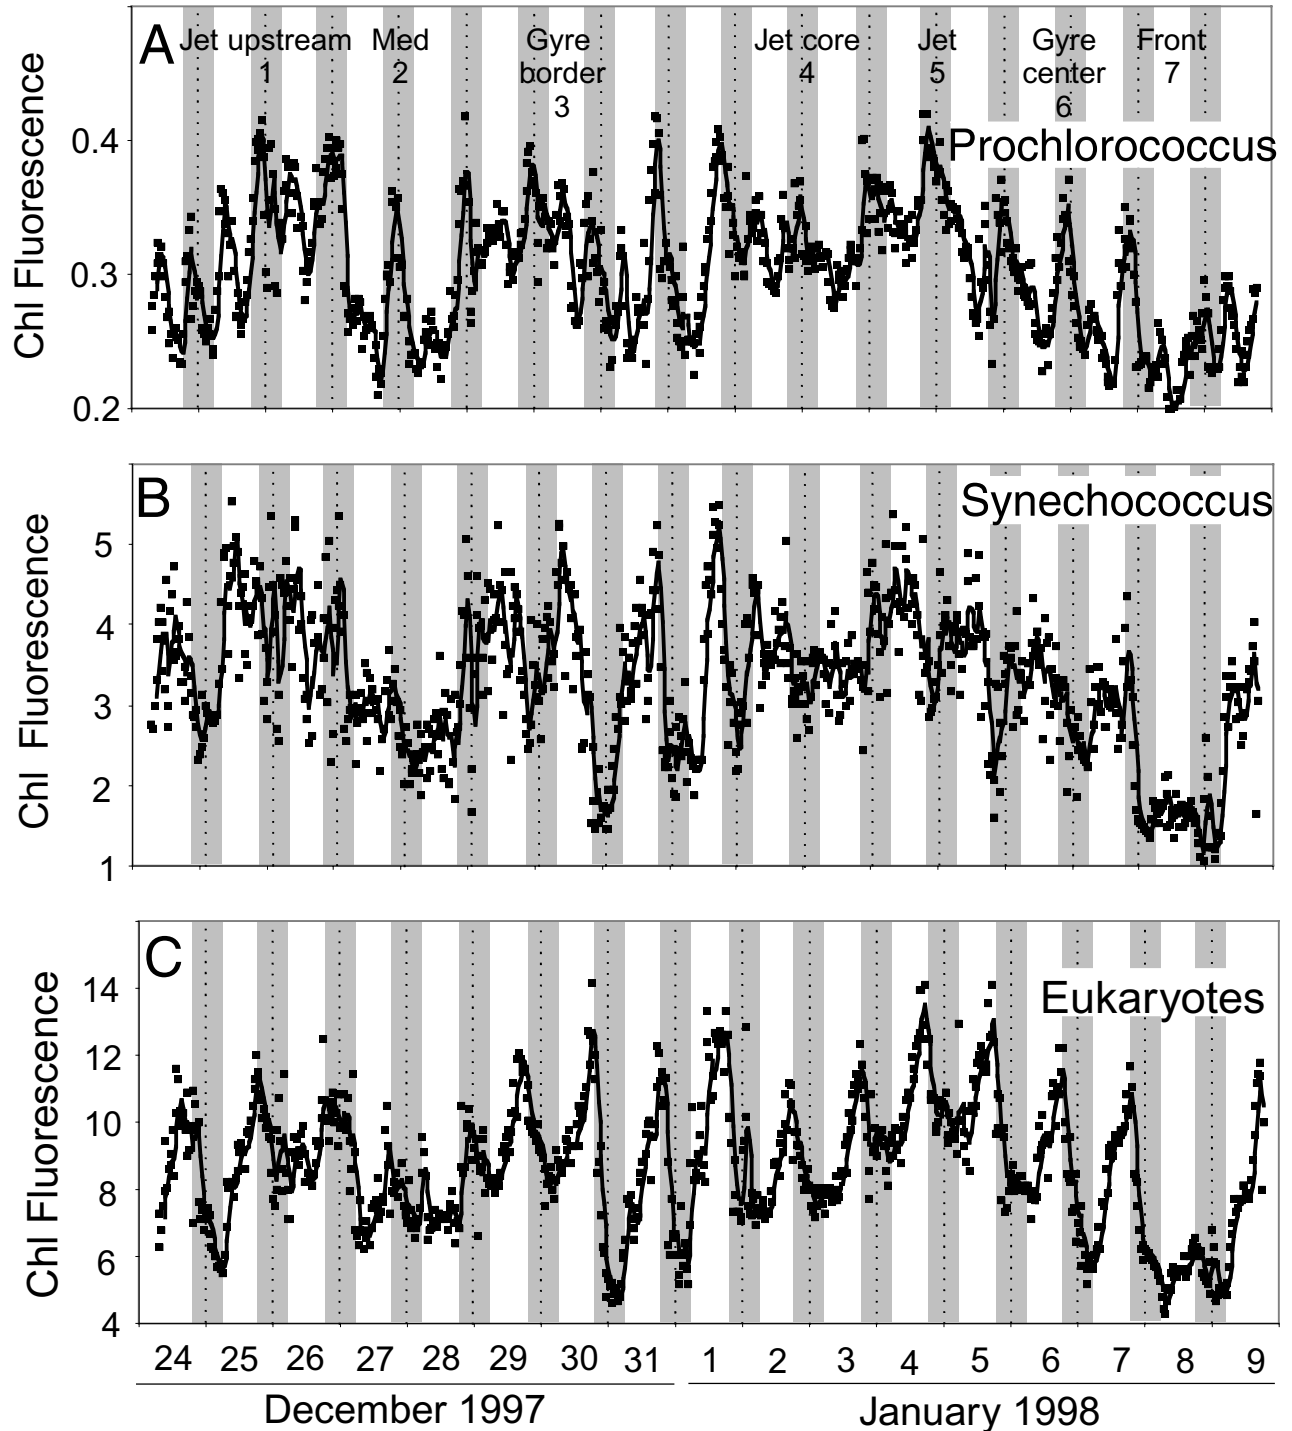 A
Jet upstream Med Gyre Jet core Jet Gyre Front
1 2 border 4 5 center 7
3 6
Prochlorococcus
Chl Fluorescence
0.4
0.3
0.2
B
Synechococcus
Chl Fluorescence
5
4
3
2
1
C
Eukaryotes
Chl Fluorescence
14
12
10
8
6
4
24 25 26 27 28 29 30 31 1 2 3 4 5 6 7 8 9
December 1997 January 1998